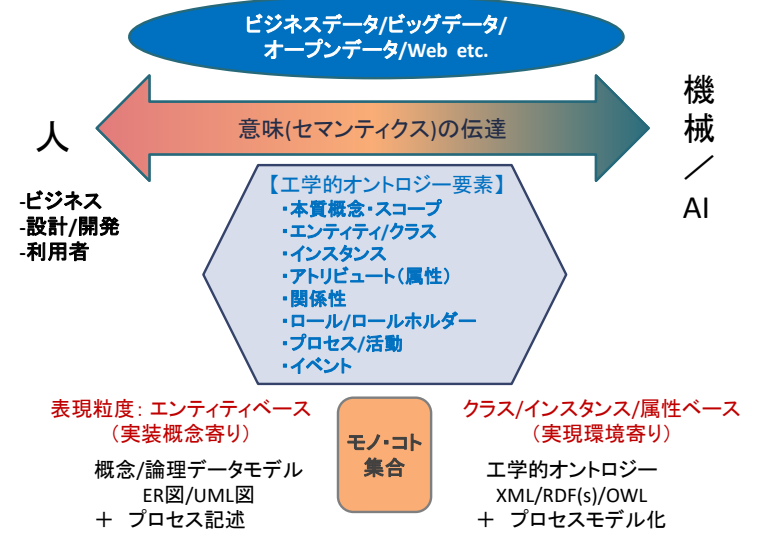 ビジネスデータ/ビッグデータ/
オープンデータ/Web etc.
人
意味(セマンティクス)の伝達
機
械
／
AI
-ビジネス
-設計/開発
-利用者
【工学的オントロジー要素】
・本質概念・スコープ
・エンティティ/クラス
・インスタンス
・アトリビュート(属性)
・関係性
・ロール/ロールホルダー
・プロセス/活動
・イベント
表現粒度：エンティティベース
(実装概念寄り)
概念/論理データモデル
ER図/UML図
＋ プロセス記述
モノ・コト
集合
クラス/インスタンス/属性ベース
(実現環境寄り)
工学的オントロジー
XML/RDF(s)/OWL
＋ プロセスモデル化